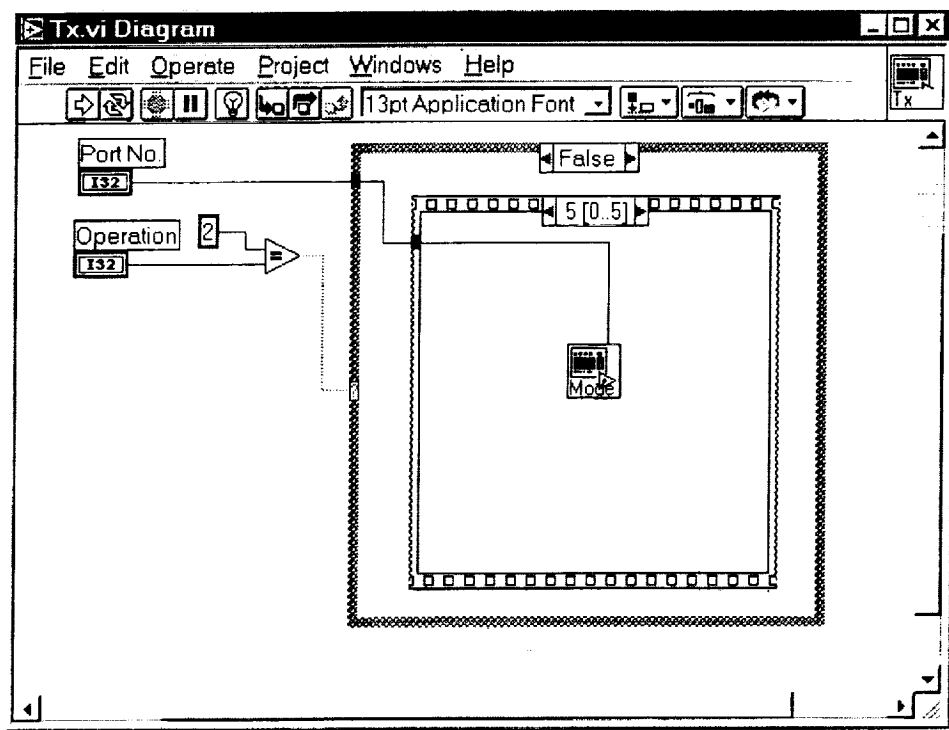 Tx.vi Diagram
File Edit Operate Project Windows Help
13pt Application Font
Tx
Port No.
I32
False
5 [0..5]
Operation
2
=
I32
Mode